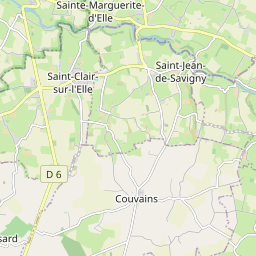 Sainte-Marguerite-
d'Elle
Saint-Clair-
sur-l'Elle
Saint-Jean-
de-Savigny
D 6
Couvains
sard